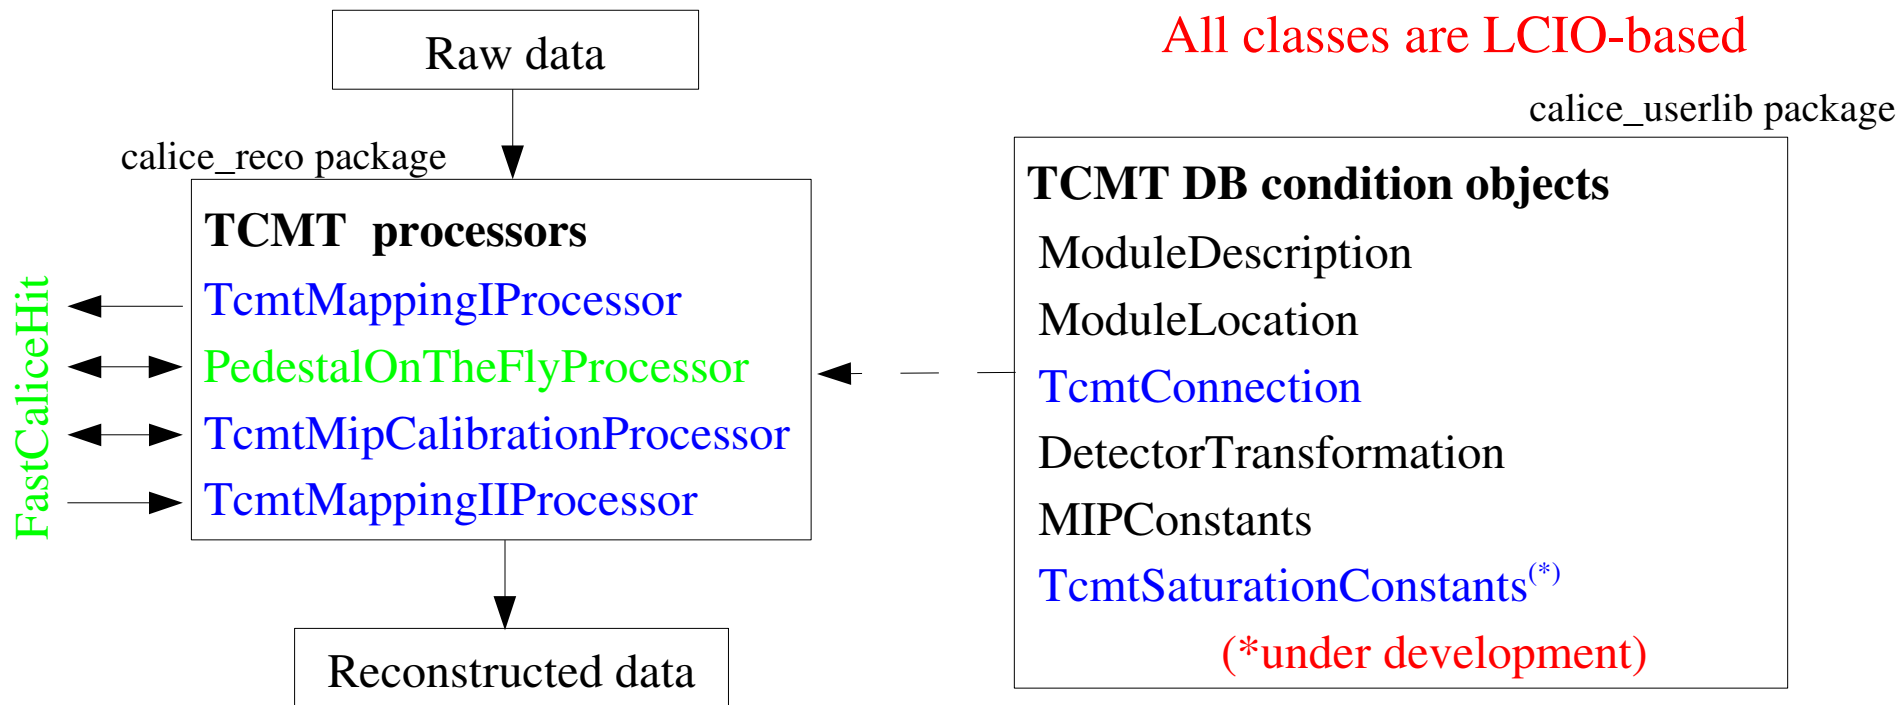 Raw data
All classes are LCIO-based
calice_reco package
TCMT processors
TcmtMappingIProcessor
PedestalOnTheFlyProcessor
TcmtMipCalibrationProcessor
TcmtMappingIIProcessor
FastCaliceHit
Reconstructed data
calice_userlib package
TCMT DB condition objects
ModuleDescription
ModuleLocation
TcmtConnection
DetectorTransformation
MIPConstants
TcmtSaturationConstants(*)
(*under development)